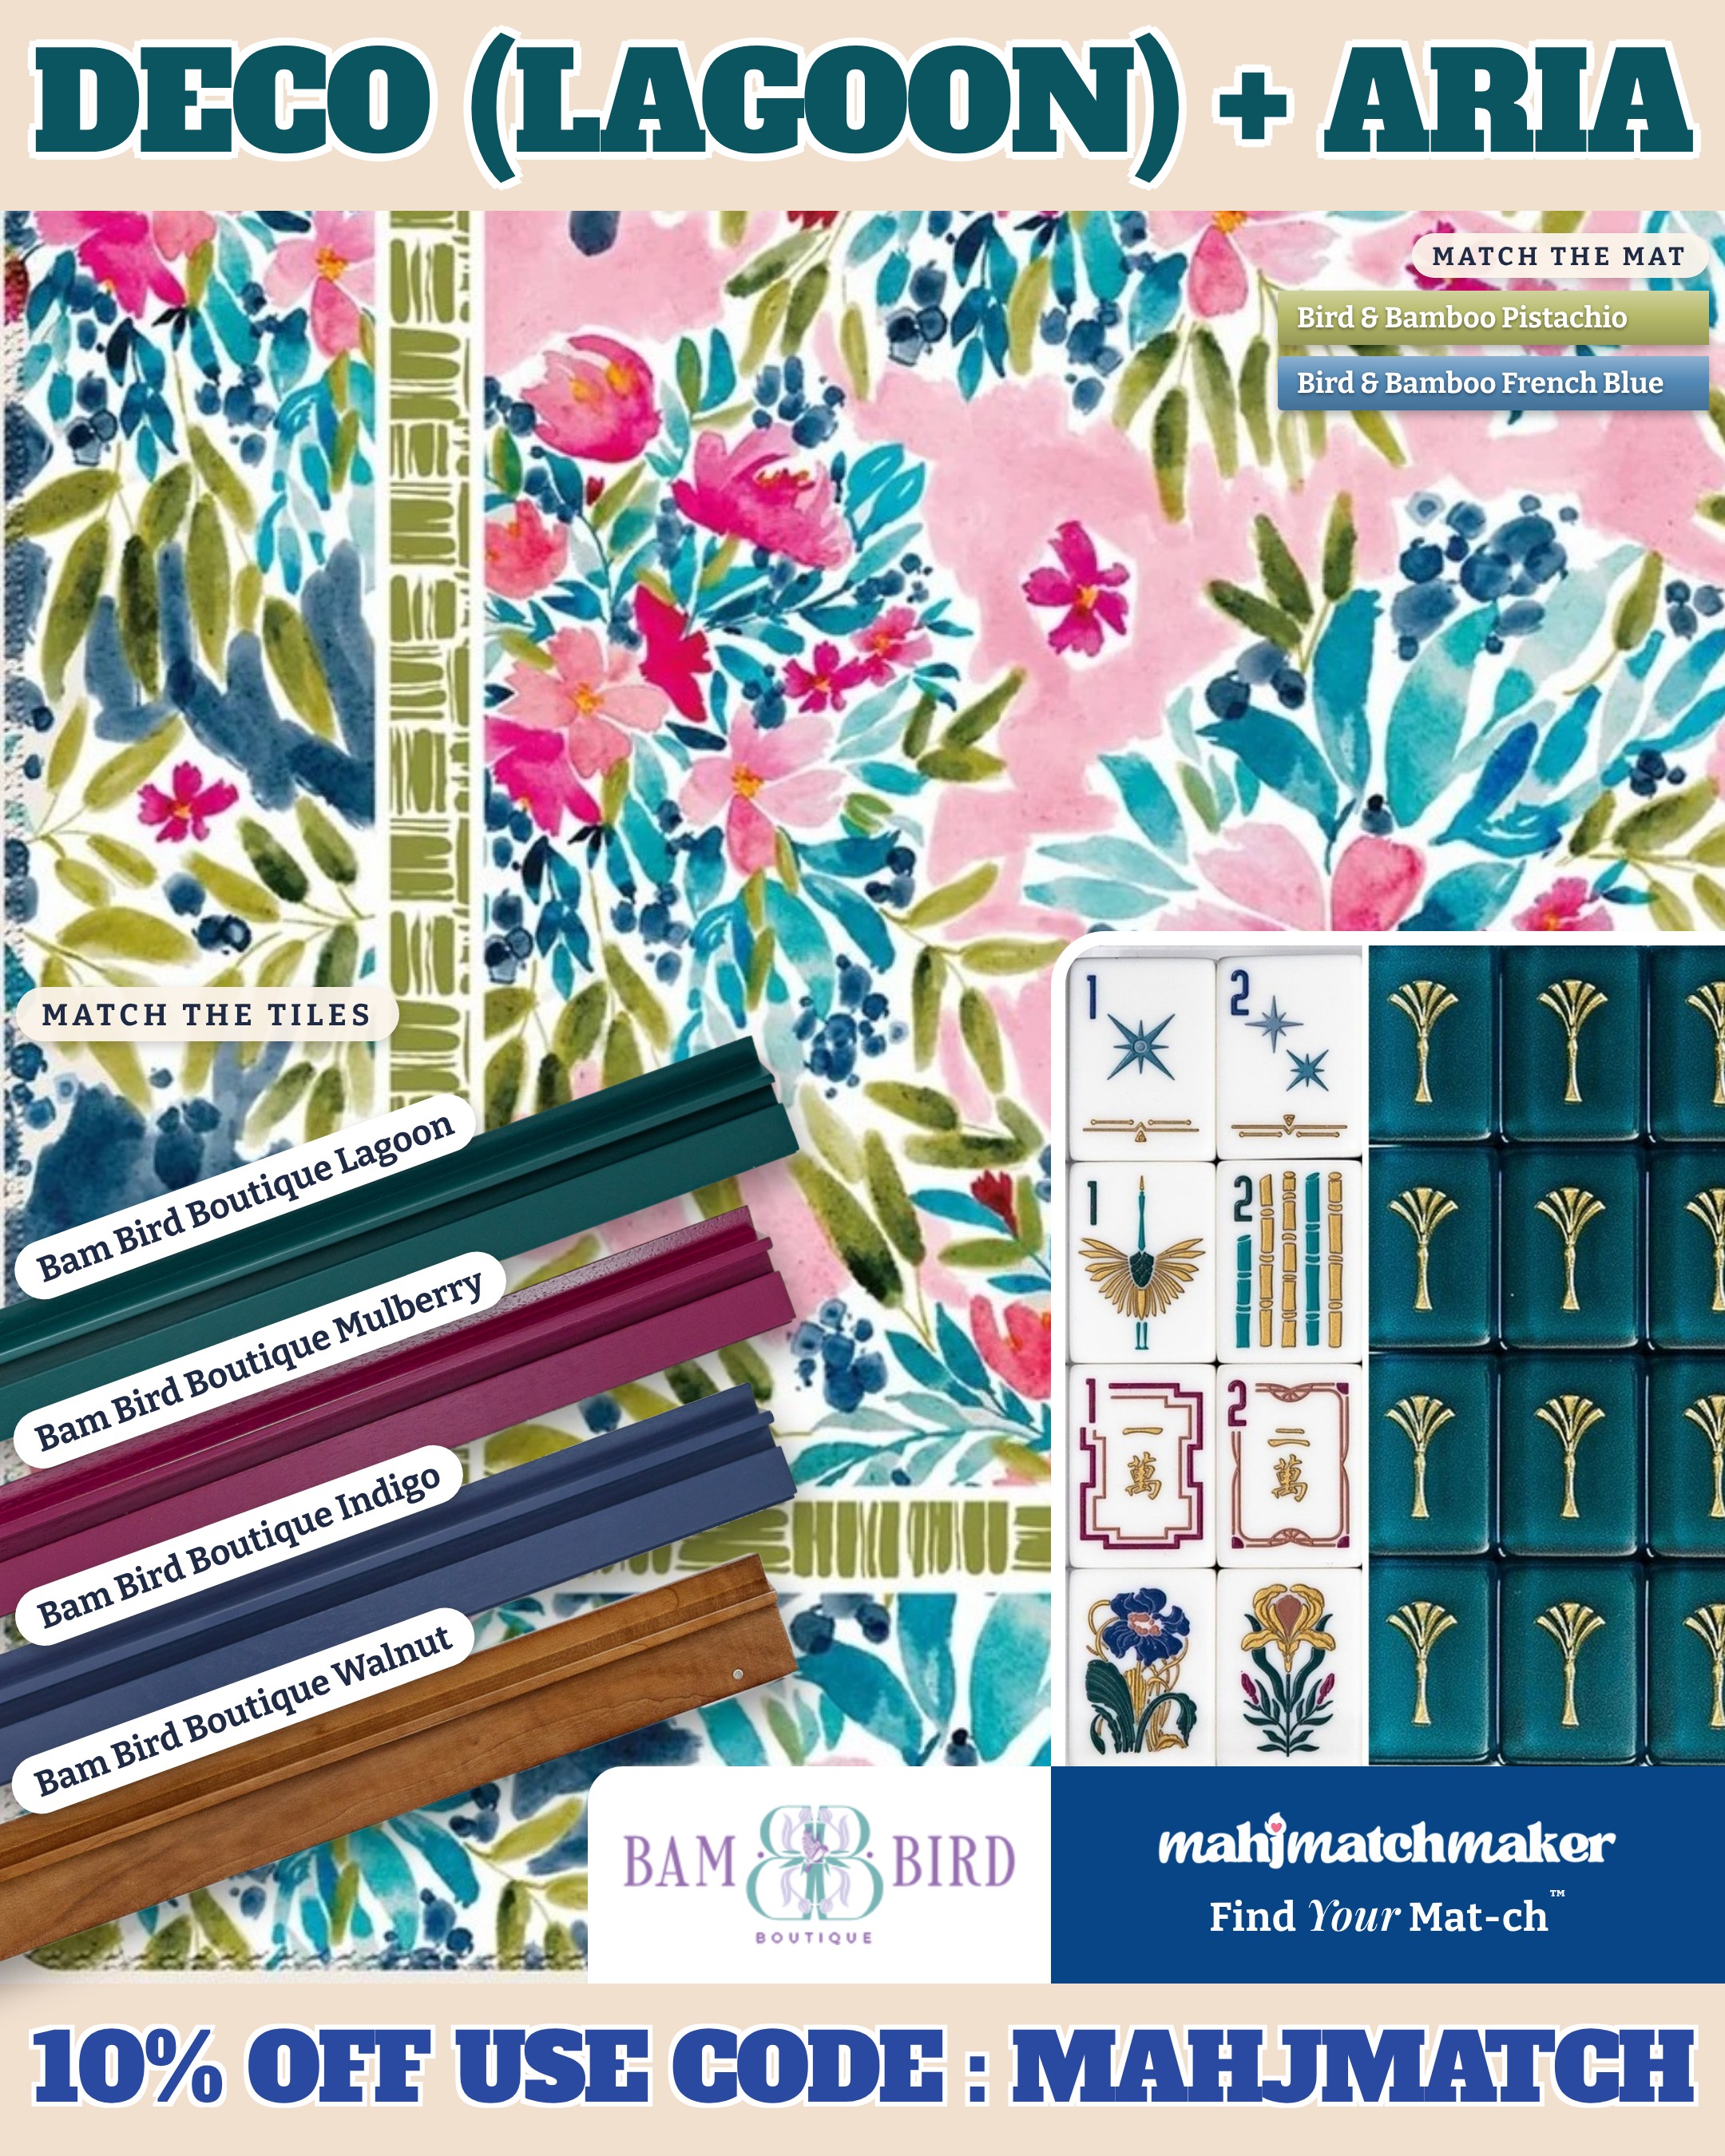 DECO (LAGOON) + ARIA
MATCH THE MAT
Bird & Bamboo Pistachio
Bird & Bamboo French Blue
MATCH THE TILES
Bam Bird Boutique Lagoon
Bam Bird Boutique Mulberry
Bam Bird Boutique Indigo
Bam Bird Boutique Walnut
1 2
1 2
1 一萬 2 二萬
BAM BIRD
BOUTIQUE
mahjmatchmaker
Find Your Mat-ch™
10% OFF USE CODE : MAHJMATCH